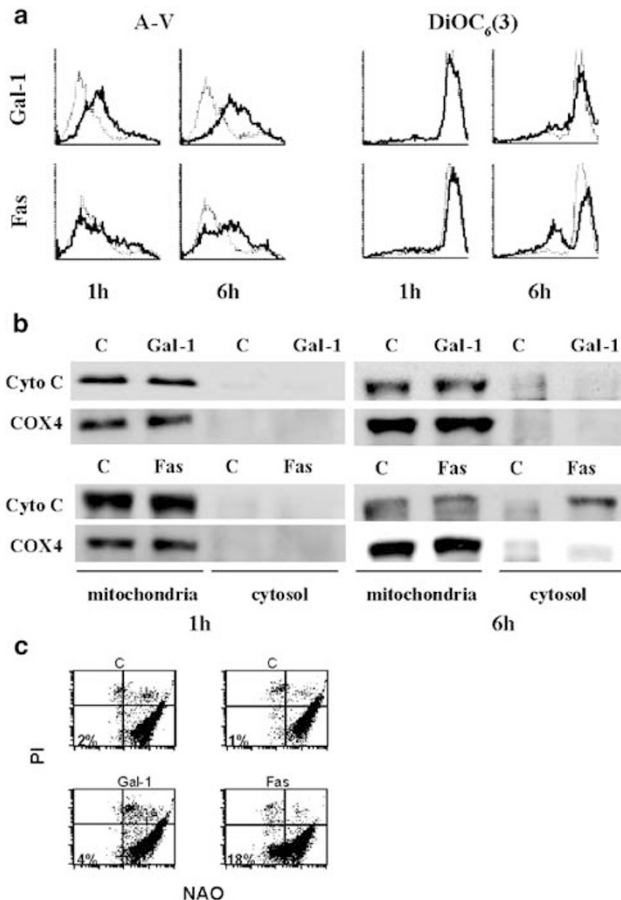 a
A-V DiOC₆(3)
Gal-1
Fas
1h 6h 1h 6h
b
C Gal-1 C Gal-1 C Gal-1 C Gal-1
Cyto C
COX4
C Fas C Fas C Fas C Fas
Cyto C
COX4
mitochondria cytosol mitochondria cytosol
1h 6h
c
C C
2% 1%
PI
Gal-1 Fas
4% 18%
NAO